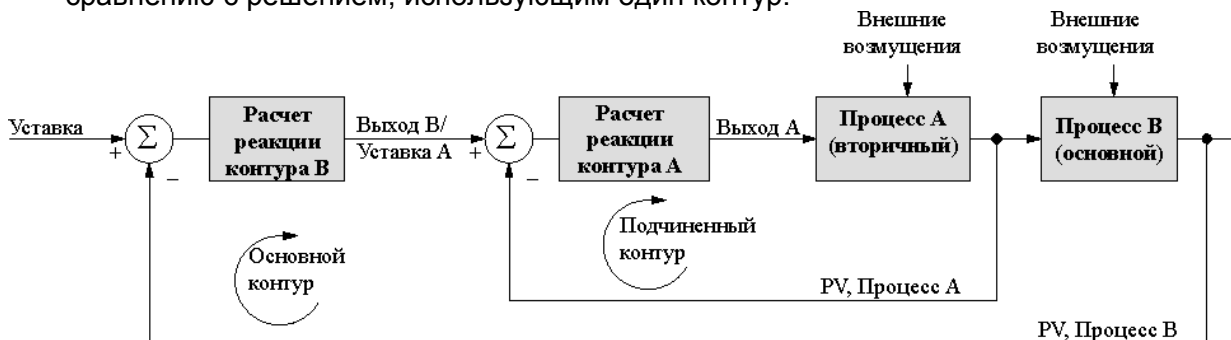 сравнению с решением, использующим один контур.
Внешние
возмущения
Внешние
возмущения
Уставка
+
Σ
−
Расчет
реакции
контура B
Выход B/
Уставка A
+
Σ
−
Расчет
реакции
контура A
Выход A
Процесс A
(вторичный)
Процесс B
(основной)
Основной
контур
Подчиненный
контур
PV, Процесс A
PV, Процесс B